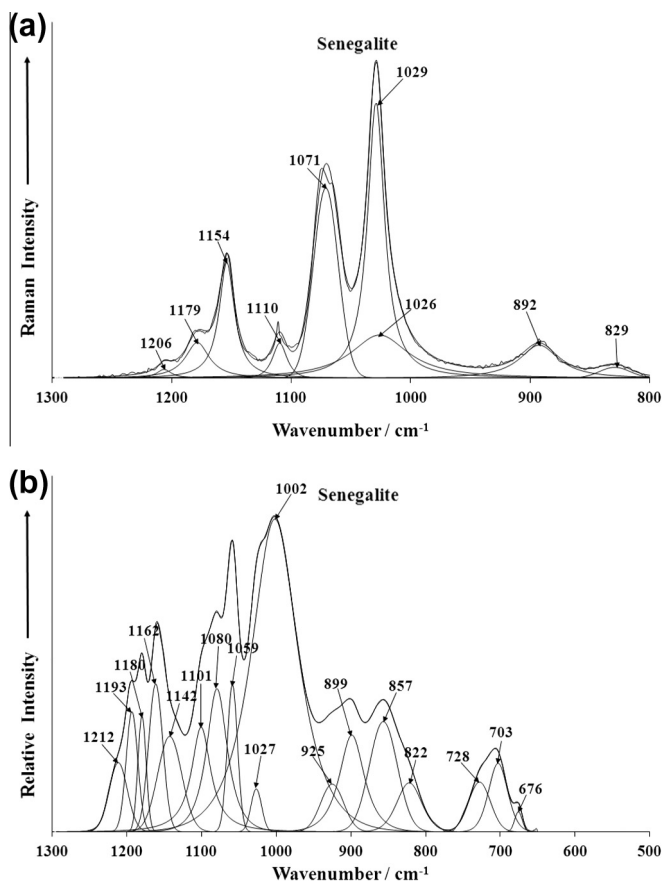 (a)
Senegalite
1029
1071
1154
1179
1110
1026
892
1206
829
Raman Intensity
1300 1200 1100 1000 900 800
Wavenumber / cm-1
(b)
Senegalite
1002
1162
1180
1193
1142
1101
1080
1059
1212
1027
925
899
857
822
728
703
676
Relative Intensity
1300 1200 1100 1000 900 800 700 600 500
Wavenumber / cm-1